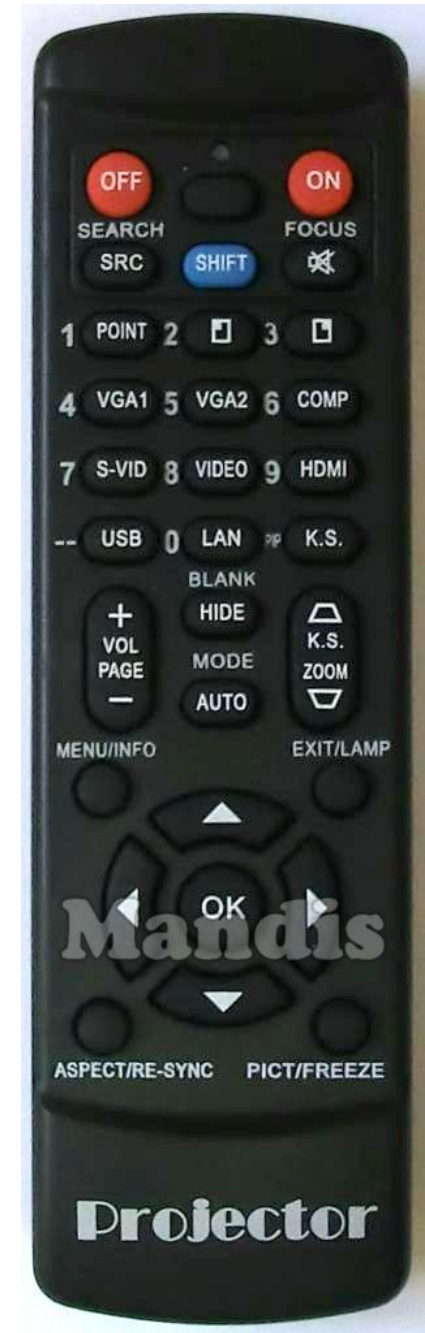 OFF ON
SEARCH FOCUS
SRC SHIFT
1 POINT 2 3
4 VGA1 5 VGA2 6 COMP
7 S-VID 8 VIDEO 9 HDMI
-- USB 0 LAN PIP K.S.
BLANK
+ HIDE
VOL K.S.
PAGE MODE ZOOM
- AUTO
MENU/INFO EXIT/LAMP
OK
Mandis
ASPECT/RE-SYNC PICT/FREEZE
Projector